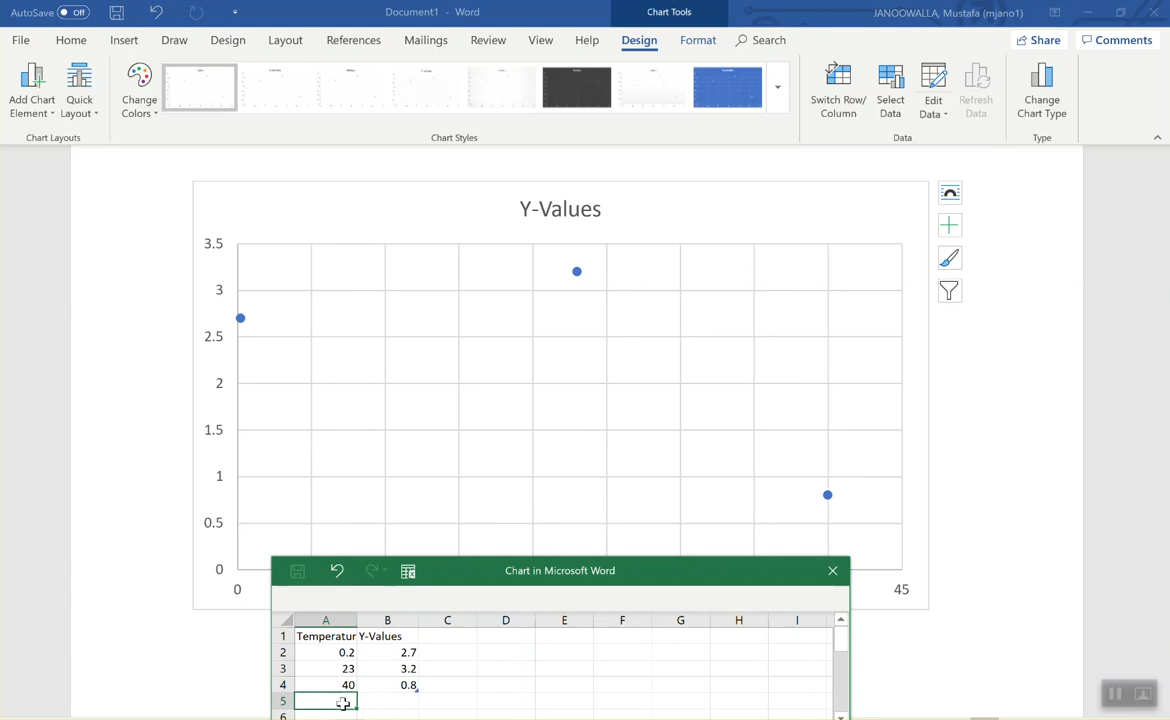 AutoSave Off Document1 - Word Chart Tools JANOOWALLA, Mustafa (mjano1)
File Home Insert Draw Design Layout References Mailings Review View Help Design Format Search Share Comments
Add Chart Element Quick Layout Change Colors Switch Row/ Column Select Data Edit Data Refresh Data Change Chart Type
Chart Layouts Chart Styles Data Type
Y-Values
3.5
3
2.5
2
1.5
1
0.5
0
0 45
Chart in Microsoft Word
A B C D E F G H I
1 Temperatur Y-Values
2 0.2 2.7
3 23 3.2
4 40 0.8
5
6